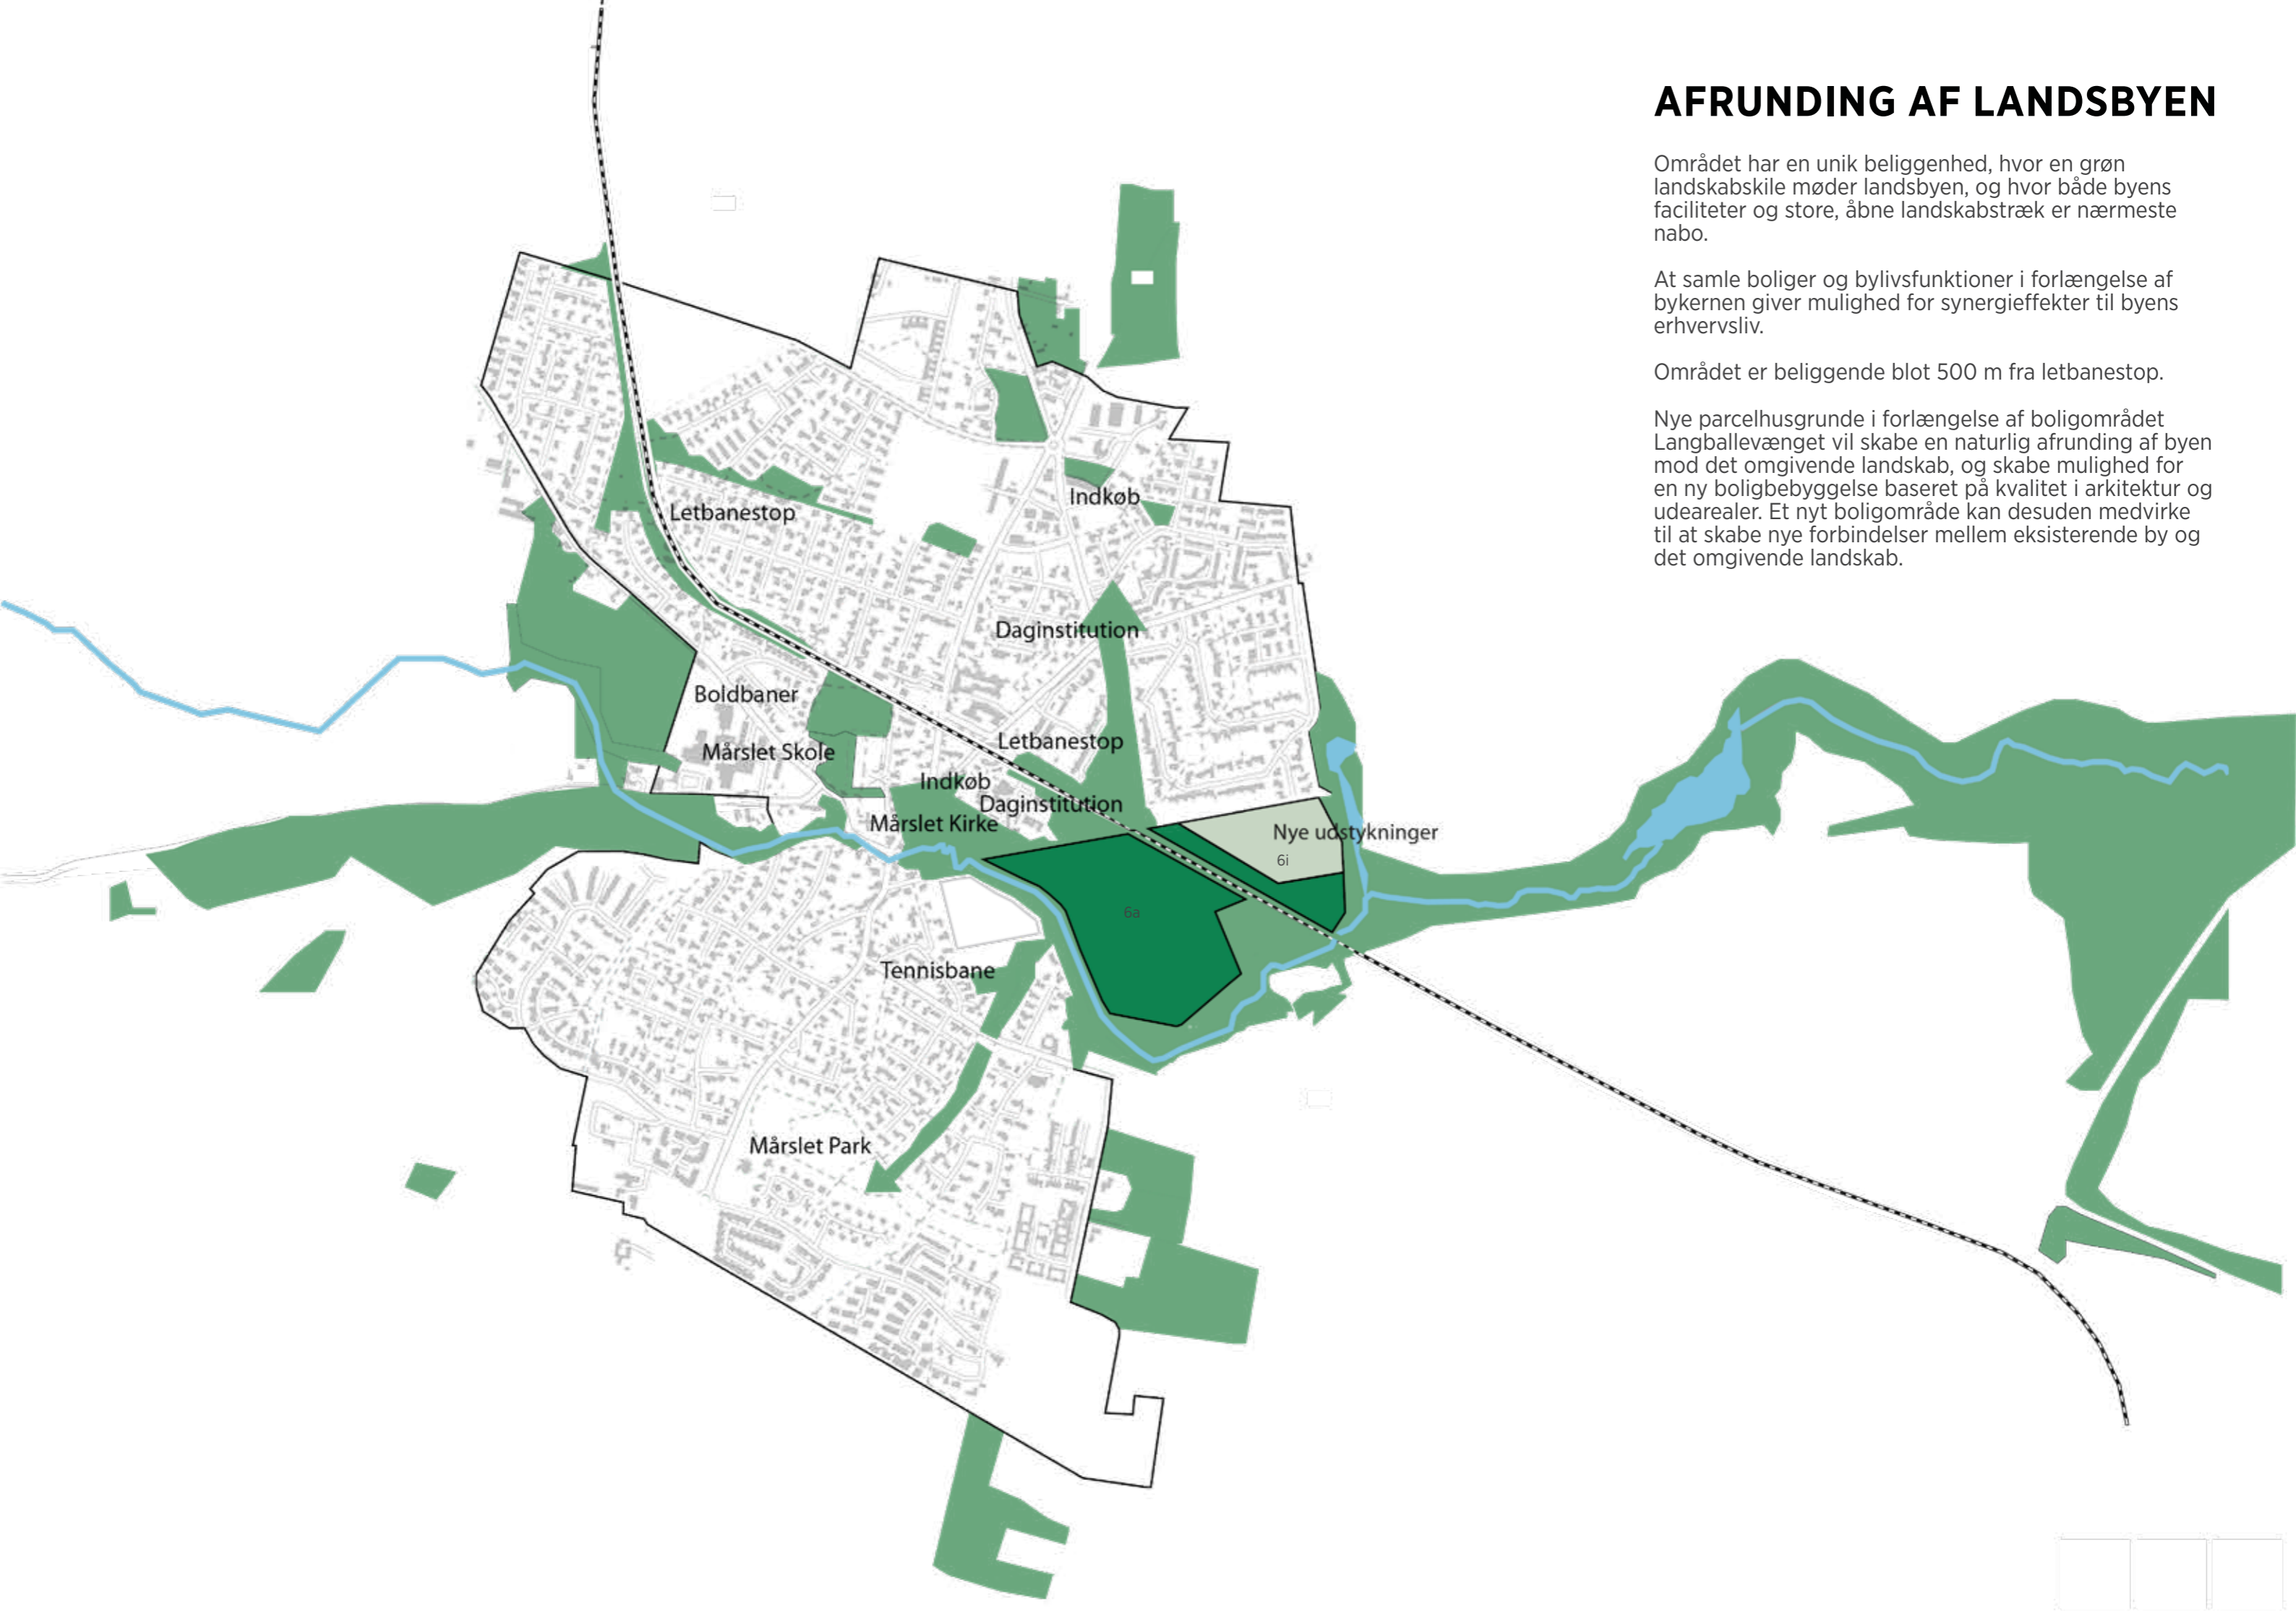 AFRUNDING AF LANDSBYEN
Området har en unik beliggenhed, hvor en grøn
landskabskile møder landsbyen, og hvor både byens
faciliteter og store, åbne landskabstræk er nærmeste
nabo.
At samle boliger og bylivsfunktioner i forlængelse af
bykernen giver mulighed for synergieffekter til byens
erhvervsliv.
Området er beliggende blot 500 m fra letbanestop.
Nye parcelhusgrunde i forlængelse af boligområdet
Langballevænget vil skabe en naturlig afrunding af byen
mod det omgivende landskab, og skabe mulighed for
en ny boligbebyggelse baseret på kvalitet i arkitektur og
udearealer. Et nyt boligområde kan desuden medvirke
til at skabe nye forbindelser mellem eksisterende by og
det omgivende landskab.
Indkøb
Letbanestop
Daginstitution
Boldbaner
Letbanestop
Mårslet Skole
Indkøb
Daginstitution
Mårslet Kirke
Nye udstykninger
6i
6a
Tennisbane
Mårslet Park